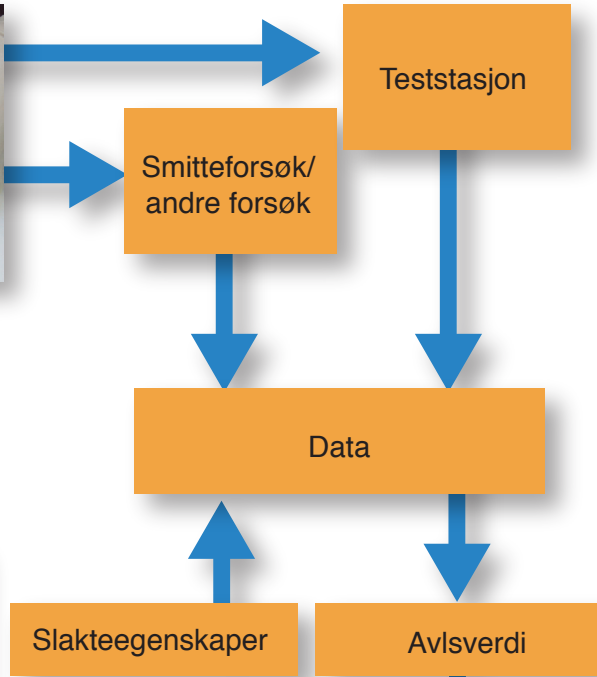 Teststasjon
Smitteforsøk/
andre forsøk
Data
Slakteegenskaper
Avlsverdi